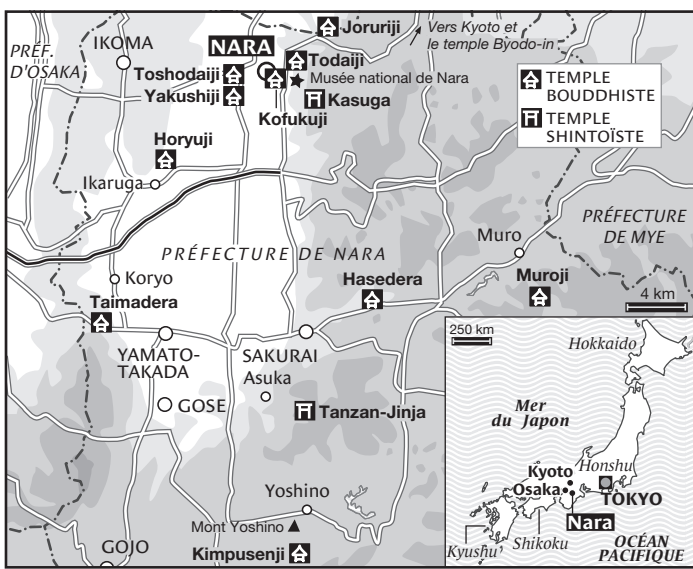 Joruriji
Vers Kyoto et
le temple Byodo-in
PRÉF.
D'OSAKA
IKOMA
NARA
Todaiji
Toshodaiji
Musée national de Nara
Yakushiji
Kasuga
Kofukuji
TEMPLE
BOUDDHISTE
TEMPLE
SHINTOÏSTE
Horyuji
Ikaruga
PRÉFECTURE
DE MYE
PRÉFECTURE DE NARA
Muro
Koryo
Hasedera
Muroji
Taimadera
4 km
YAMATO-
TAKADA
SAKURAI
Asuka
GOSE
Tanzan-Jinja
Yoshino
Mont Yoshino
GOJO
Kimpusenji
250 km
Hokkaido
Mer
du Japon
Kyoto
Honshu
Osaka
TOKYO
Nara
Kyushu
Shikoku
OCÉAN
PACIFIQUE